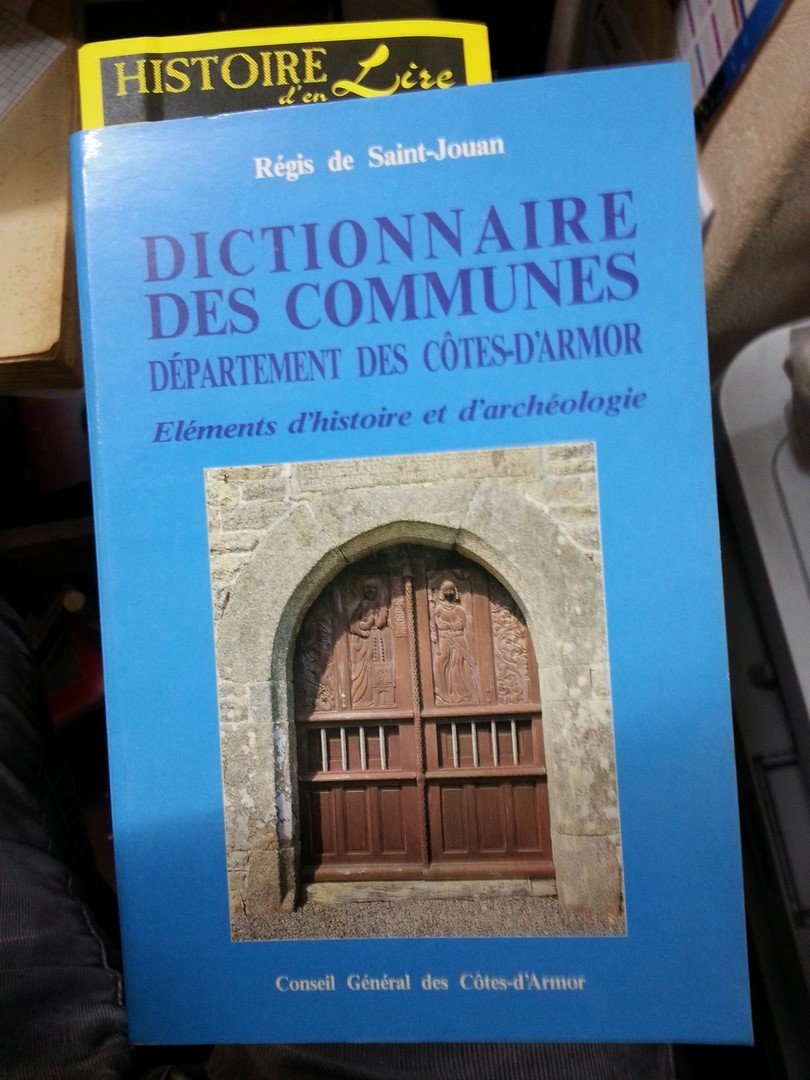 HISTOIRE
d'en Lire
Régis de Saint-Jouan
DICTIONNAIRE
DES COMMUNES
DÉPARTEMENT DES CÔTES-D'ARMOR
Eléments d'histoire et d'archéologie
Conseil Général des Côtes-d'Armor